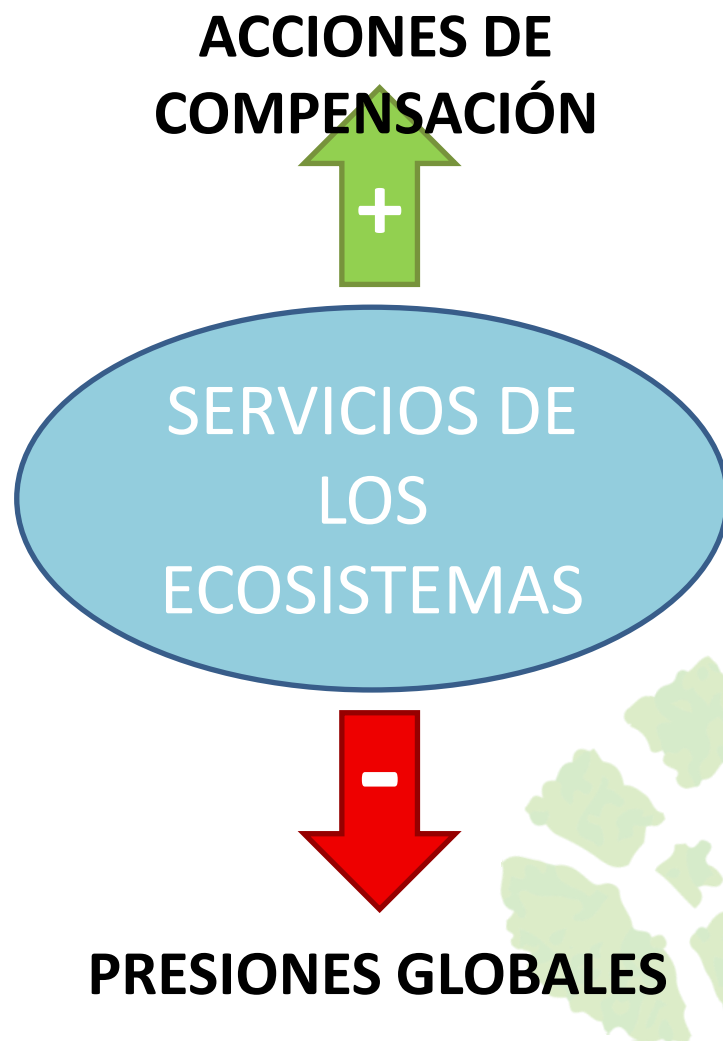 ACCIONES DE
COMPENSACIÓN
+
SERVICIOS DE
LOS
ECOSISTEMAS
-
PRESIONES GLOBALES